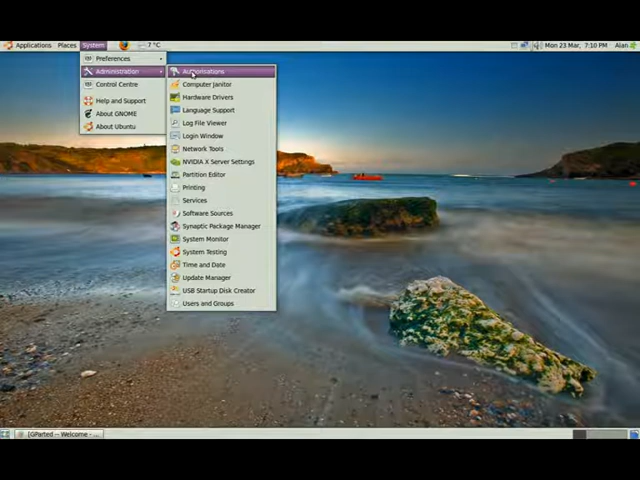 Applications Places System 7 °C Mon 23 Mar, 7:10 PM Alan
Preferences
Administration
Control Centre
Help and Support
About GNOME
About Ubuntu
Authorisations
Computer Janitor
Hardware Drivers
Language Support
Log File Viewer
Login Window
Network Tools
NVIDIA X Server Settings
Partition Editor
Printing
Services
Software Sources
Synaptic Package Manager
System Monitor
System Testing
Time and Date
Update Manager
USB Startup Disk Creator
Users and Groups
[GParted -- Welcome - ...